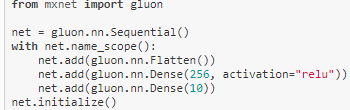 from mxnet import gluon
net = gluon.nn.Sequential()
with net.name_scope():
    net.add(gluon.nn.Flatten())
    net.add(gluon.nn.Dense(256, activation="relu"))
    net.add(gluon.nn.Dense(10))
net.initialize()